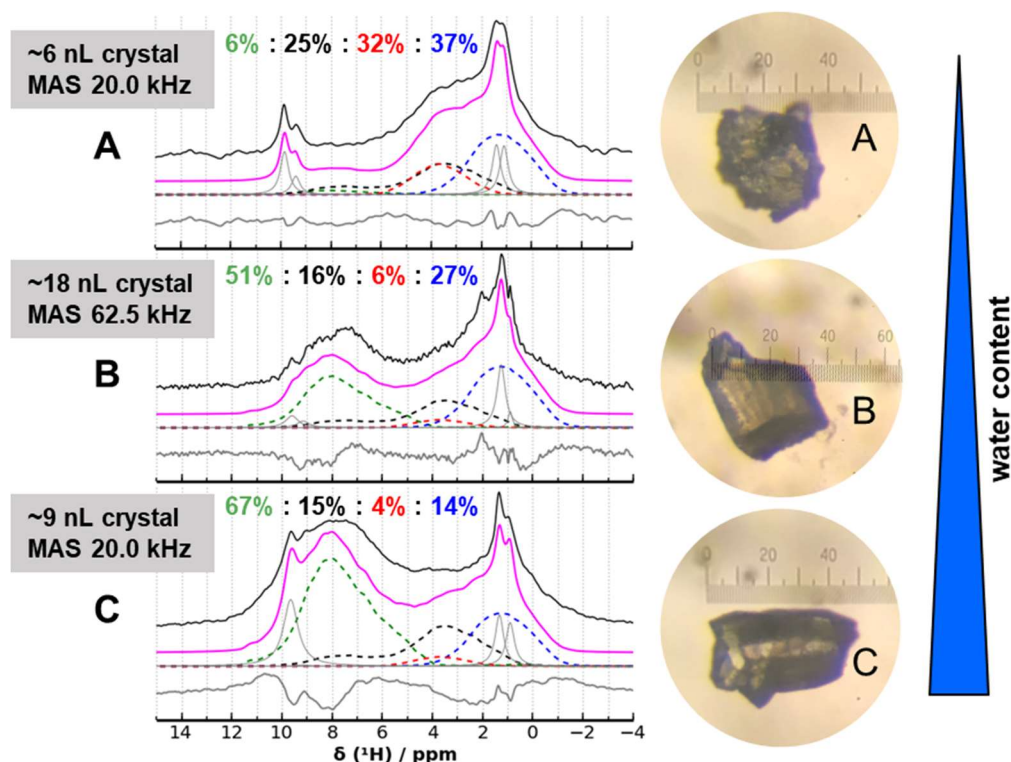 ~6 nL crystal
MAS 20.0 kHz
A
6% : 25% : 32% : 37%
0 20 40
A
~18 nL crystal
MAS 62.5 kHz
B
51% : 16% : 6% : 27%
0 20 40 60
B
~9 nL crystal
MAS 20.0 kHz
C
67% : 15% : 4% : 14%
0 20 40
C
14 12 10 8 6 4 2 0 −2 −4
δ (¹H) / ppm
water content